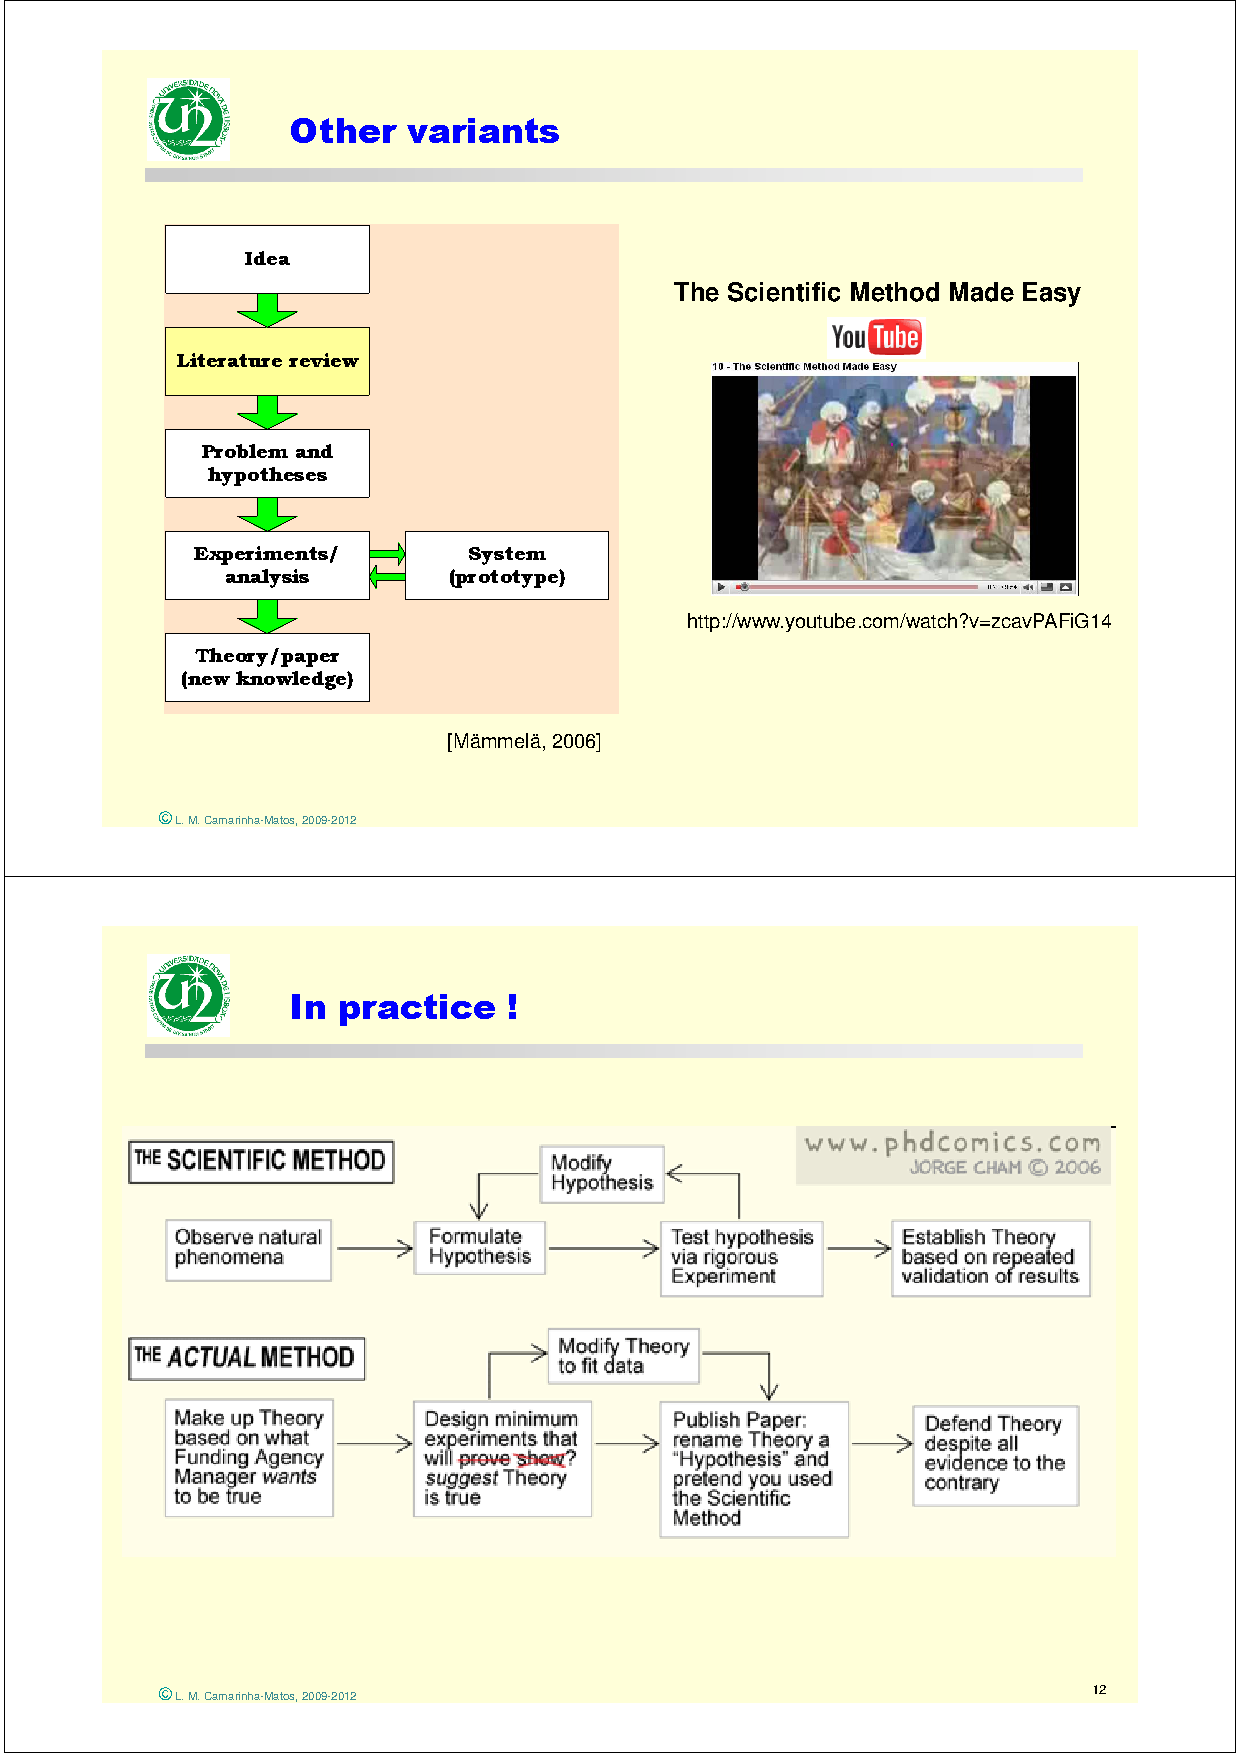 Other variants
Idea
Literature review
Problem and
hypotheses
Experiments/
analysis
System
(prototype)
Theory/paper
(new knowledge)
[Mämmelä, 2006]
The Scientific Method Made Easy
You Tube
10 - The Scientific Method Made Easy
http://www.youtube.com/watch?v=zcavPAFiG14
© L. M. Camarinha-Matos, 2009-2012
In practice !
www.phdcomics.com
JORGE CHAM © 2006
THE SCIENTIFIC METHOD
Modify
Hypothesis
Observe natural
phenomena
Formulate
Hypothesis
Test hypothesis
via rigorous
Experiment
Establish Theory
based on repeated
validation of results
THE ACTUAL METHOD
Modify Theory
to fit data
Make up Theory
based on what
Funding Agency
Manager wants
to be true
Design minimum
experiments that
will prove show?
suggest Theory
is true
Publish Paper:
rename Theory a
“Hypothesis” and
pretend you used
the Scientific
Method
Defend Theory
despite all
evidence to the
contrary
© L. M. Camarinha-Matos, 2009-2012
12